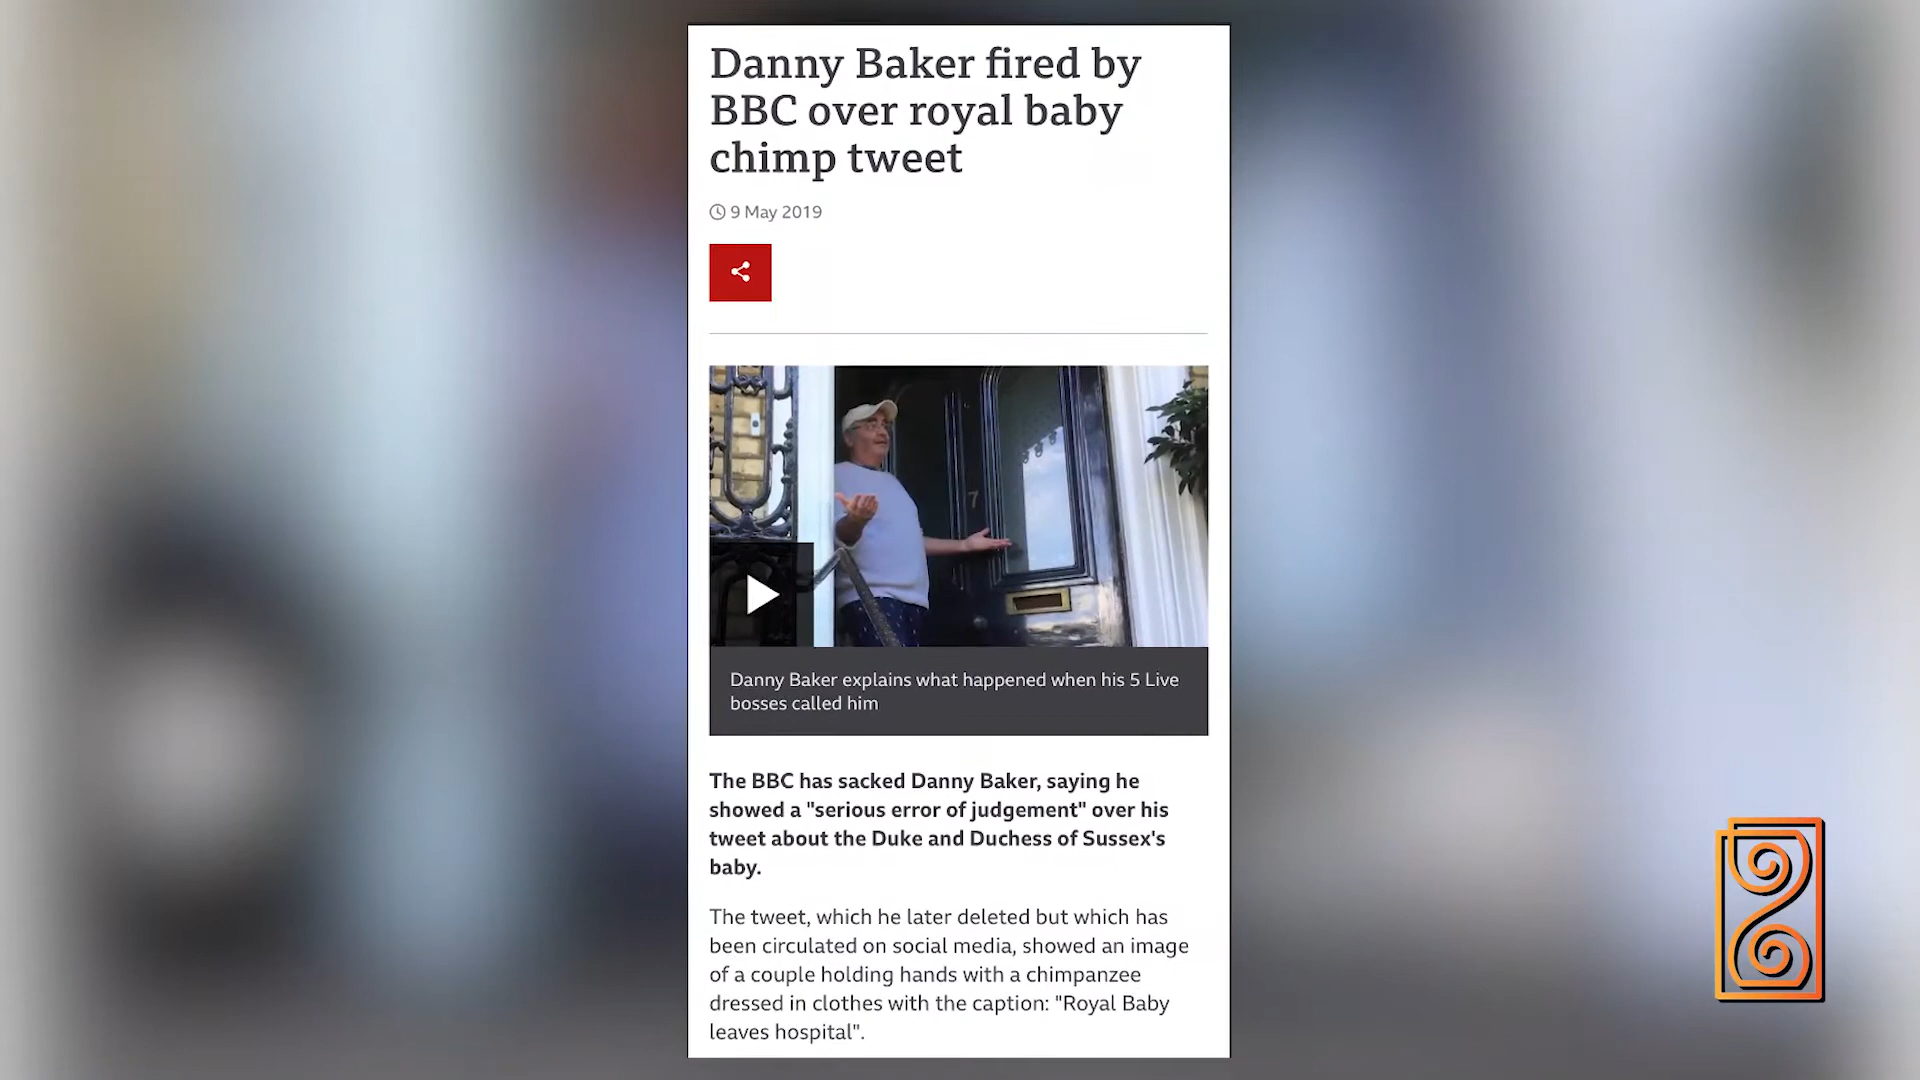 Danny Baker fired by
BBC over royal baby
chimp tweet
9 May 2019
7
Danny Baker explains what happened when his 5 Live
bosses called him
The BBC has sacked Danny Baker, saying he
showed a "serious error of judgement" over his
tweet about the Duke and Duchess of Sussex's
baby.
The tweet, which he later deleted but which has
been circulated on social media, showed an image
of a couple holding hands with a chimpanzee
dressed in clothes with the caption: "Royal Baby
leaves hospital".